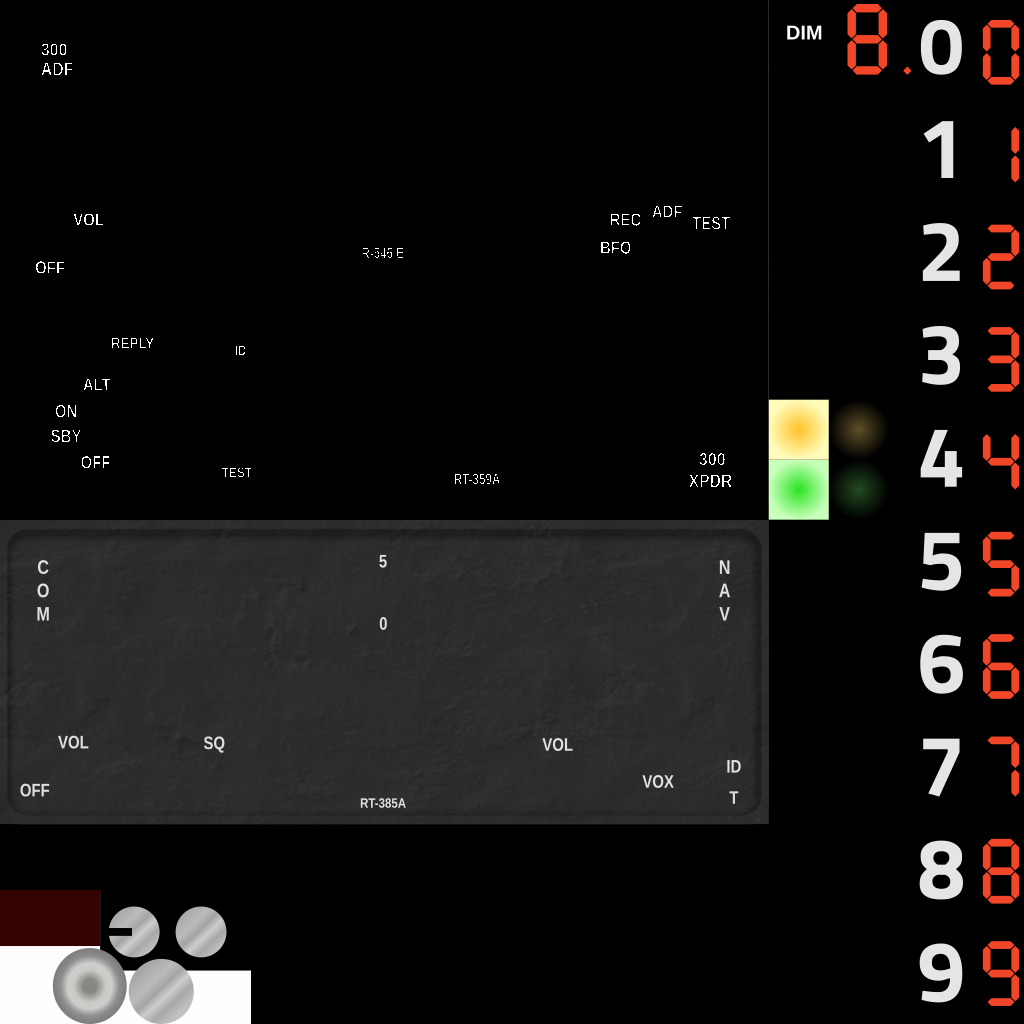 300
ADF
VOL
OFF
R-546 E
REC ADF TEST
BFO
REPLY
ID
ALT
ON
SBY
OFF
TEST
RT-359A
300
XPDR
C
O
M
5
0
N
A
V
VOL
SQ
VOL
OFF
VOX
ID
T
RT-385A
DIM
8.
0 0
1 1
2 2
3 3
4 4
5 5
6 6
7 7
8 8
9 9